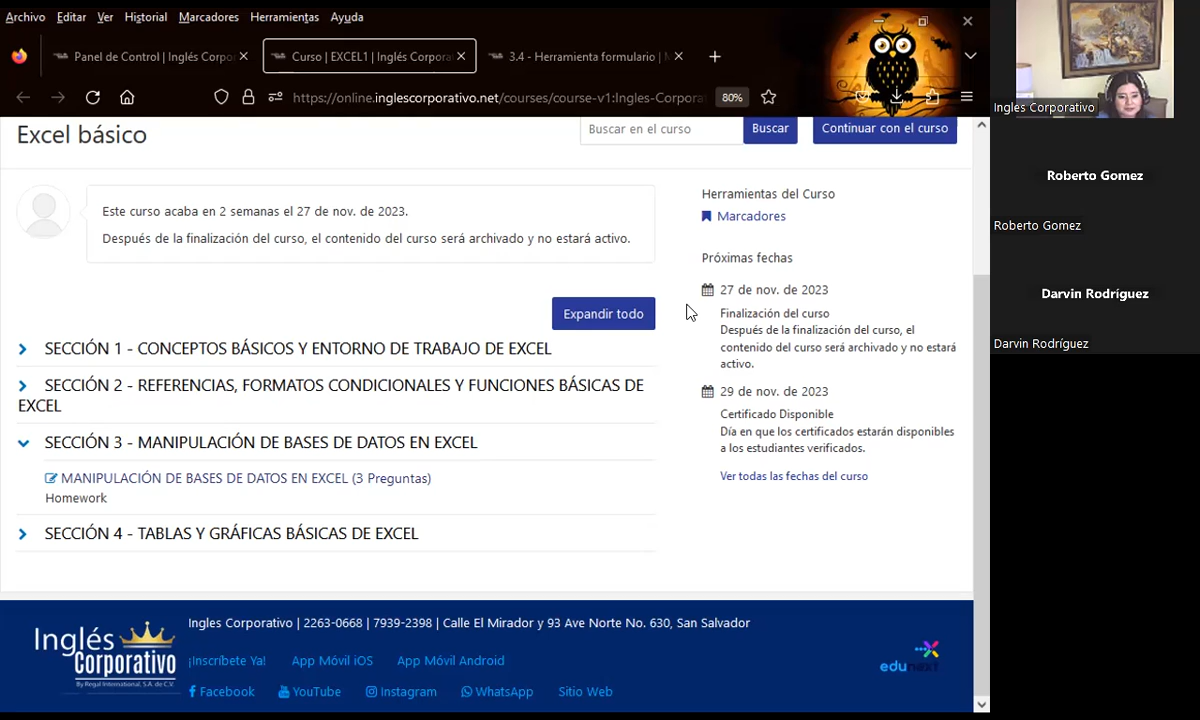 Archivo Editar Ver Historial Marcadores Herramientas Ayuda
Panel de Control | Inglés Corpor
Curso | EXCEL1 | Inglés Corpora
3.4 - Herramienta formulario |
https://online.inglescorporativo.net/courses/course-v1:Ingles-Corpora
80%
Excel básico
Buscar en el curso
Buscar
Continuar con el curso
Este curso acaba en 2 semanas el 27 de nov. de 2023.
Después de la finalización del curso, el contenido del curso será archivado y no estará activo.
Expandir todo
SECCIÓN 1 - CONCEPTOS BÁSICOS Y ENTORNO DE TRABAJO DE EXCEL
SECCIÓN 2 - REFERENCIAS, FORMATOS CONDICIONALES Y FUNCIONES BÁSICAS DE
EXCEL
SECCIÓN 3 - MANIPULACIÓN DE BASES DE DATOS EN EXCEL
MANIPULACIÓN DE BASES DE DATOS EN EXCEL (3 Preguntas)
Homework
SECCIÓN 4 - TABLAS Y GRÁFICAS BÁSICAS DE EXCEL
Herramientas del Curso
Marcadores
Próximas fechas
27 de nov. de 2023
Finalización del curso
Después de la finalización del curso, el
contenido del curso será archivado y no estará
activo.
29 de nov. de 2023
Certificado Disponible
Día en que los certificados estarán disponibles
a los estudiantes verificados.
Ver todas las fechas del curso
Inglés
Corporativo
By Regal International, S.A. de C.V.
Ingles Corporativo | 2263-0668 | 7939-2398 | Calle El Mirador y 93 Ave Norte No. 630, San Salvador
¡Inscríbete Ya! App Móvil iOS App Móvil Android
Facebook YouTube Instagram WhatsApp Sitio Web
edunext
Ingles Corporativo
Roberto Gomez
Roberto Gomez
Darvin Rodríguez
Darvin Rodríguez